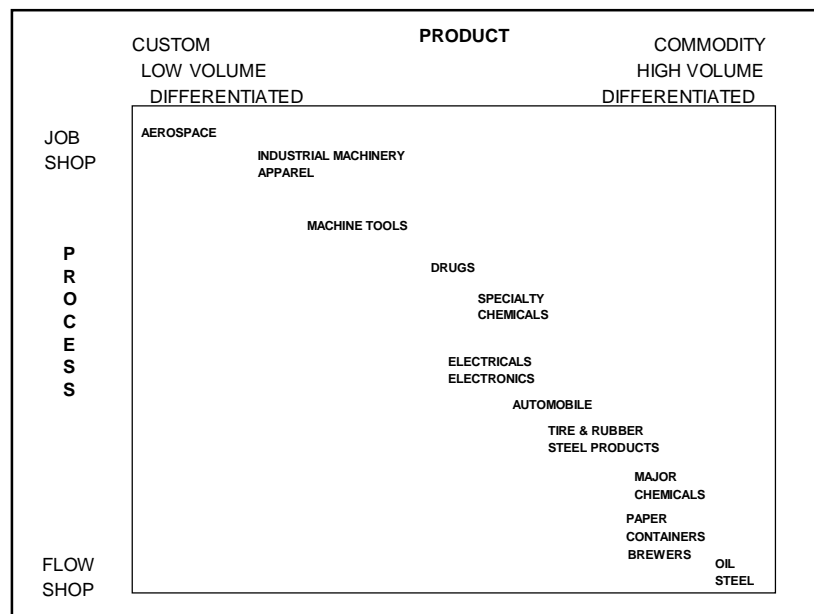 PRODUCT
CUSTOM
LOW VOLUME
DIFFERENTIATED
COMMODITY
HIGH VOLUME
DIFFERENTIATED
JOB
SHOP
AEROSPACE
INDUSTRIAL MACHINERY
APPAREL
MACHINE TOOLS
P
R
O
C
E
S
S
DRUGS
SPECIALTY
CHEMICALS
ELECTRICALS
ELECTRONICS
AUTOMOBILE
TIRE & RUBBER
STEEL PRODUCTS
MAJOR
CHEMICALS
PAPER
CONTAINERS
BREWERS
OIL
STEEL
FLOW
SHOP